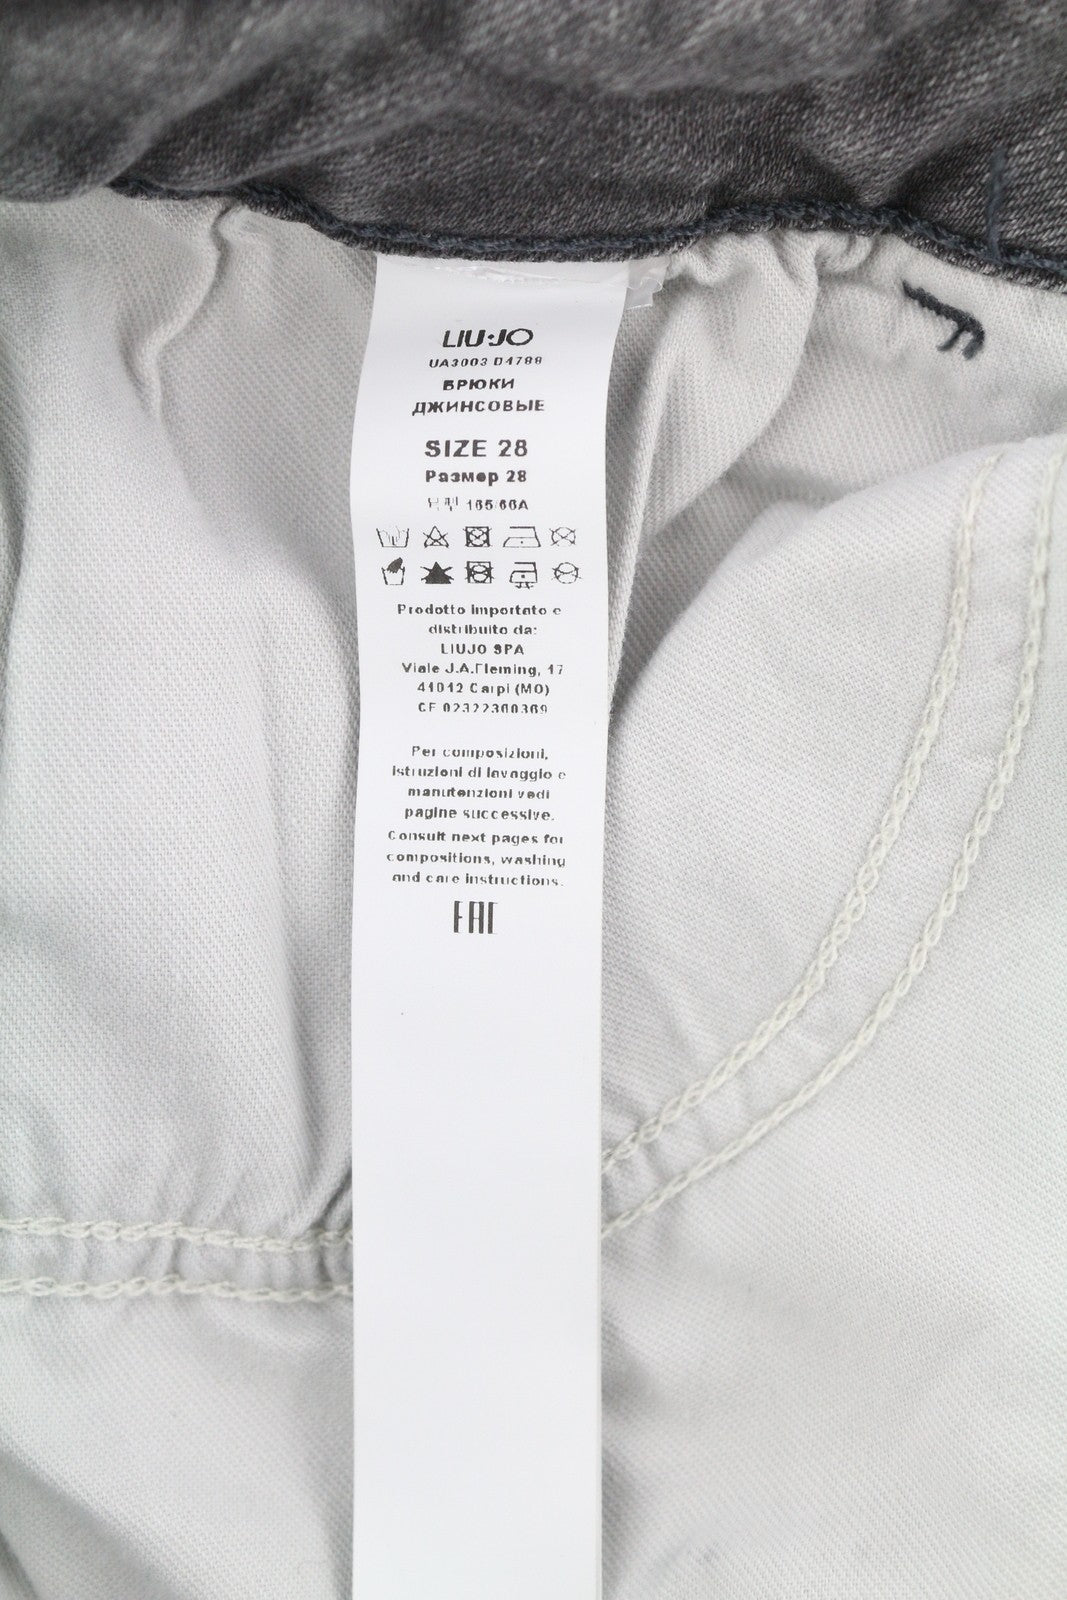 LIU·JO
UA3003 D4799
БРЮКИ
ДЖИНСОВЫЕ
SIZE 28
Размер 28
165/66A
Prodotto importato e
distribuito da:
LIUJO SPA
Viale J.A.Fleming, 17
41012 Carpi (MO)
CF 02322360369
Per composizioni,
istruzioni di lavaggio e
manutenzioni vedi
pagine successive.
Consult next pages for
compositions, washing
and care instructions.
EAC